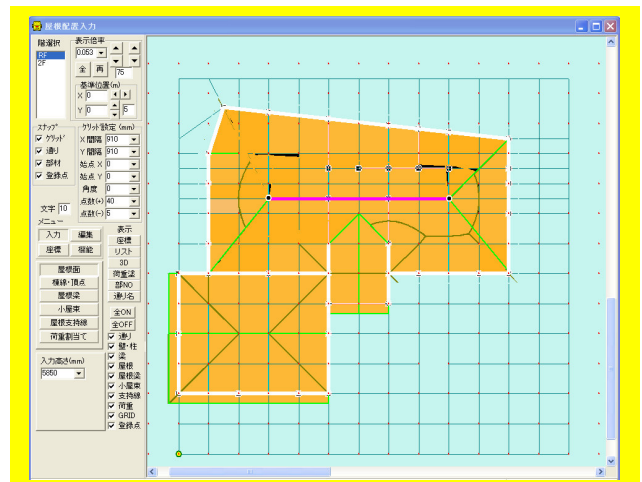 屋根配置入力
階選択
RF
2F
表示倍率
0.053
全 再 75
基準位置(m)
X 0
Y 0 5
スナップ
グリッド
通り
部材
登録点
グリッド設定 (mm)
X間隔 910
Y間隔 910
始点 X 0
始点 Y 0
角度 0
点数(+) 40
点数(-) 5
文字 10
メニュー
入力 編集
座標 機能
屋根面
棟線・頂点
屋根梁
小屋束
屋根支持線
荷重割当て
入力高さ(mm)
5850
表示
座標
リスト
3D
荷重塗
部NO
通り名
全ON
全OFF
通り
壁・柱
梁
屋根
屋根梁
小屋束
支持線
荷重
GRID
登録点